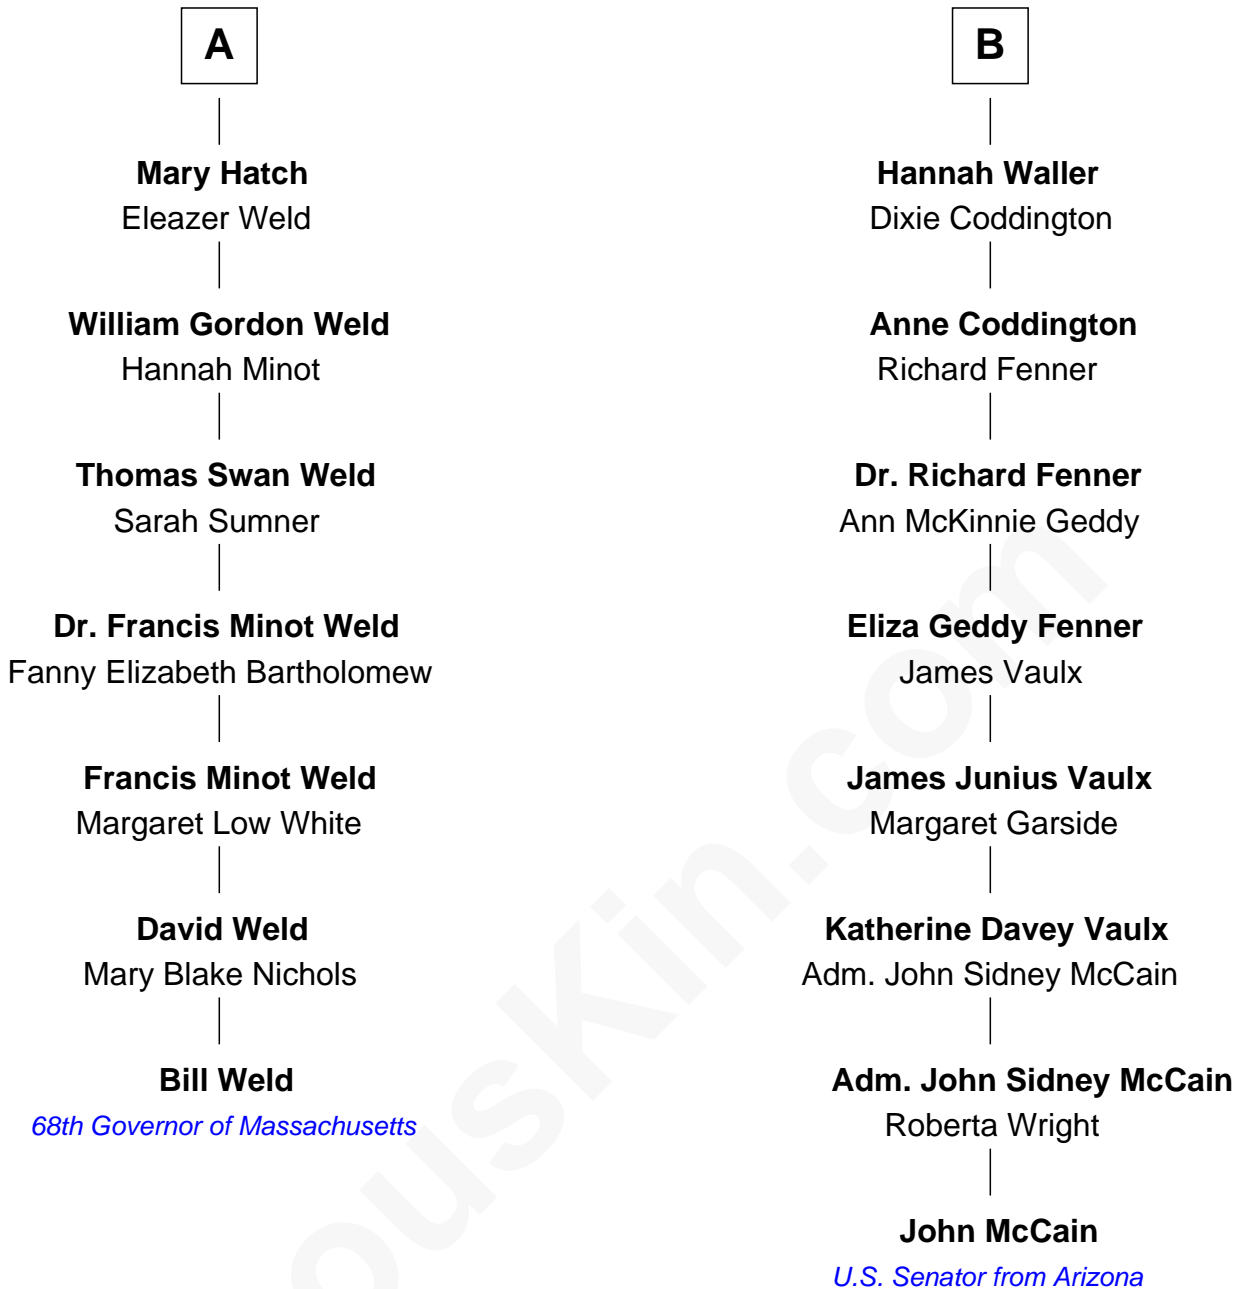 A
Mary Hatch
Eleazer Weld
William Gordon Weld
Hannah Minot
Thomas Swan Weld
Sarah Sumner
Dr. Francis Minot Weld
Fanny Elizabeth Bartholomew
Francis Minot Weld
Margaret Low White
David Weld
Mary Blake Nichols
Bill Weld
68th Governor of Massachusetts
B
Hannah Waller
Dixie Coddington
Anne Coddington
Richard Fenner
Dr. Richard Fenner
Ann McKinnie Geddy
Eliza Geddy Fenner
James Vaulx
James Junius Vaulx
Margaret Garside
Katherine Davey Vaulx
Adm. John Sidney McCain
Adm. John Sidney McCain
Roberta Wright
John McCain
U.S. Senator from Arizona
ousKin.com